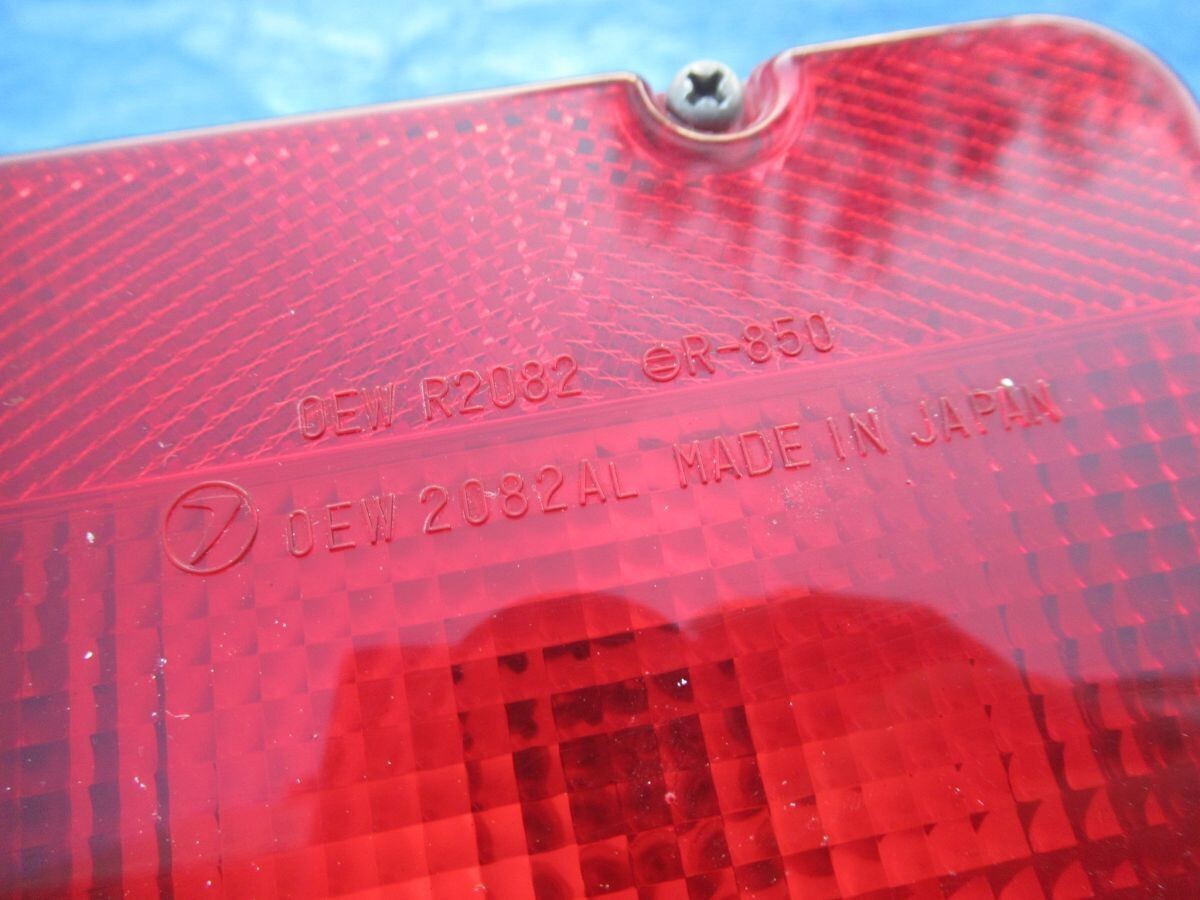 OEW R2082 R-850
OEW 2082AL MADE IN JAPAN